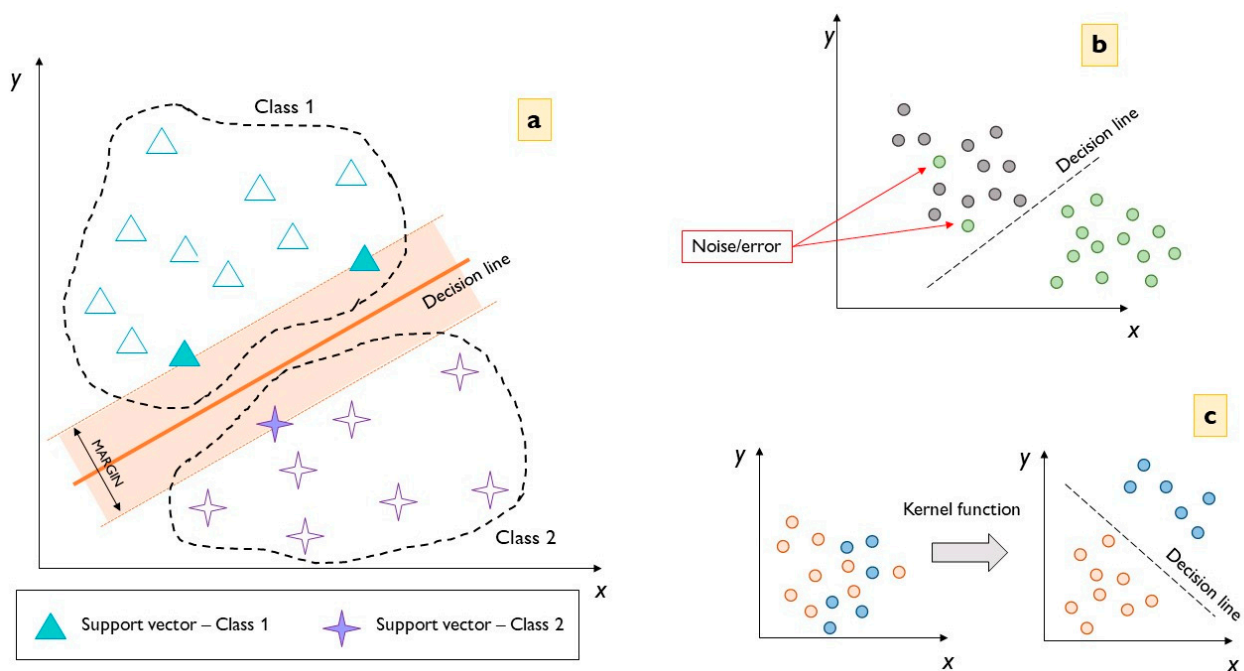 a
y
Class 1
Decision line
MARGIN
Class 2
x
Support vector – Class 1
Support vector – Class 2
b
y
Decision line
Noise/error
x
c
y
Kernel function
x
y
Decision line
x